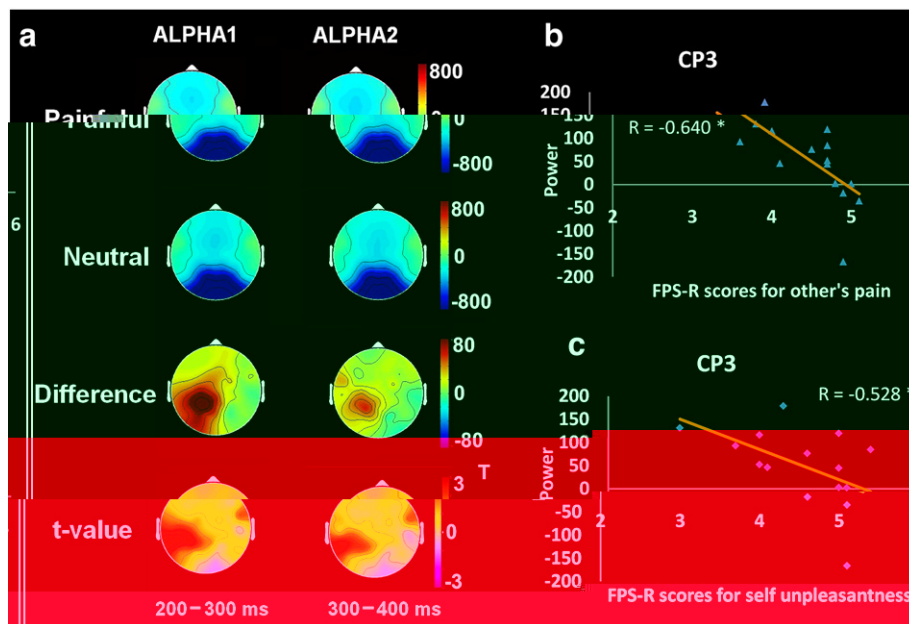 a
ALPHA1
ALPHA2
Painful
800
0
0
-800
6
Neutral
800
0
-800
Difference
80
0
-80
T
t-value
3
0
-3
200−300 ms
300−400 ms
b
CP3
R = -0.640 *
Power
200
150
150
100
50
0
-50
-100
-150
-200
2
3
4
5
FPS-R scores for other's pain
c
CP3
R = -0.528 *
Power
200
150
100
50
0
-50
-100
-150
-200
2
3
4
5
FPS-R scores for self unpleasantness